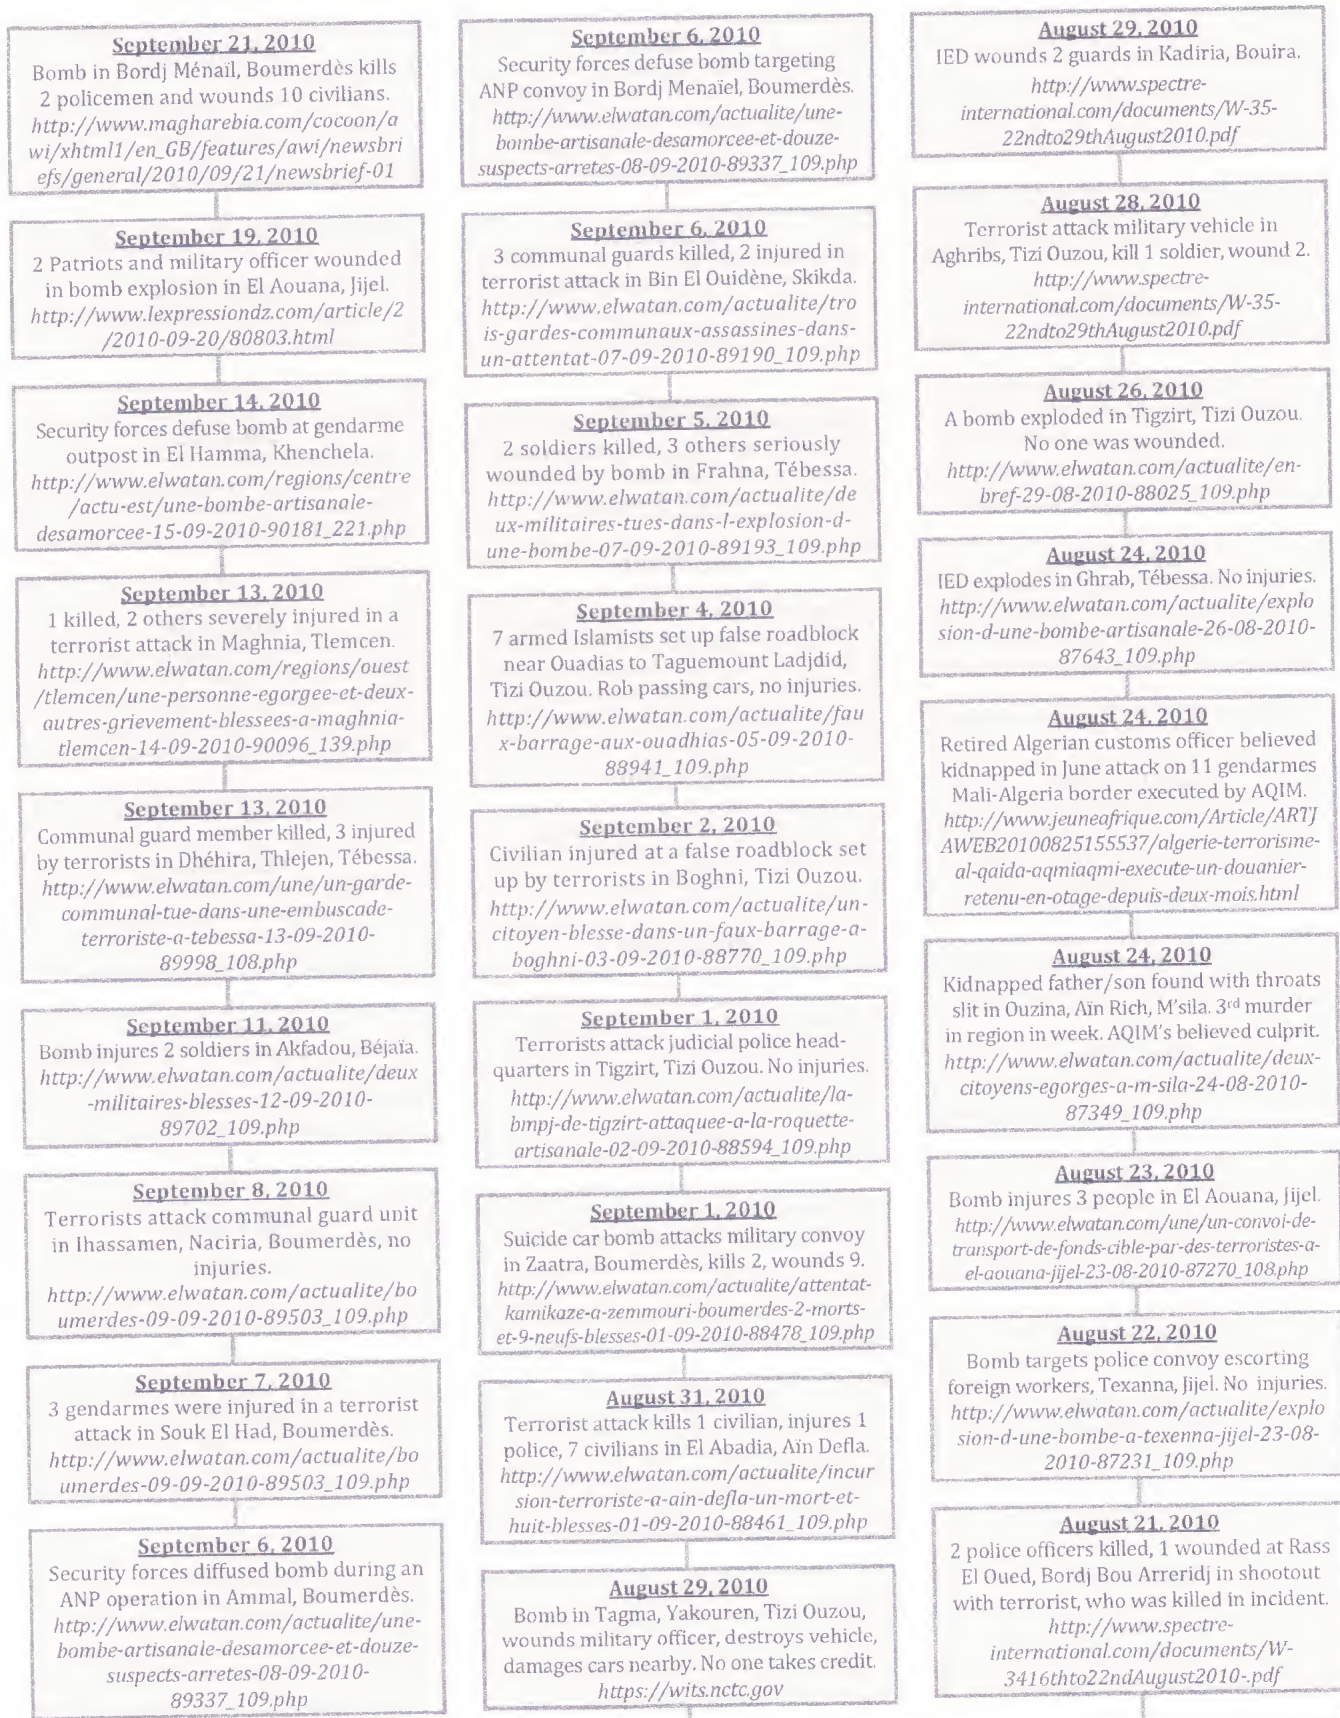 September 21, 2010
Bomb in Bordj Ménaïl, Boumerdès kills
2 policemen and wounds 10 civilians.
http://www.magharebia.com/cocoon/a
wi/xhtml1/en_GB/features/awi/newsbri
efs/general/2010/09/21/newsbrief-01
September 19, 2010
2 Patriots and military officer wounded
in bomb explosion in El Aouana, Jijel.
http://www.lexpressiondz.com/article/2
/2010-09-20/80803.html
September 14, 2010
Security forces defuse bomb at gendarme
outpost in El Hamma, Khenchela.
http://www.elwatan.com/regions/centre
/actu-est/une-bombe-artisanale-
desamorcee-15-09-2010-90181_221.php
September 13, 2010
1 killed, 2 others severely injured in a
terrorist attack in Maghnia, Tlemcen.
http://www.elwatan.com/regions/ouest
/tlemcen/une-personne-egorgee-et-deux-
autres-grievement-blessees-a-maghnia-
tlemcen-14-09-2010-90096_139.php
September 13, 2010
Communal guard member killed, 3 injured
by terrorists in Dhéhira, Thlejen, Tébessa.
http://www.elwatan.com/une/un-garde-
communal-tue-dans-une-embuscade-
terroriste-a-tebessa-13-09-2010-
89998_108.php
September 11, 2010
Bomb injures 2 soldiers in Akfadou, Béjaïa.
http://www.elwatan.com/actualite/deux
-militaires-blesses-12-09-2010-
89702_109.php
September 8, 2010
Terrorists attack communal guard unit
in Ihassamen, Naciria, Boumerdès, no
injuries.
http://www.elwatan.com/actualite/bo
umerdes-09-09-2010-89503_109.php
September 7, 2010
3 gendarmes were injured in a terrorist
attack in Souk El Had, Boumerdès.
http://www.elwatan.com/actualite/bo
umerdes-09-09-2010-89503_109.php
September 6, 2010
Security forces diffused bomb during an
ANP operation in Ammal, Boumerdès.
http://www.elwatan.com/actualite/une-
bombe-artisanale-desamorcee-et-douze-
suspects-arretes-08-09-2010-
89337_109.php
September 6, 2010
Security forces defuse bomb targeting
ANP convoy in Bordj Menaïel, Boumerdès.
http://www.elwatan.com/actualite/une-
bombe-artisanale-desamorcee-et-douze-
suspects-arretes-08-09-2010-89337_109.php
September 6, 2010
3 communal guards killed, 2 injured in
terrorist attack in Bin El Ouidène, Skikda.
http://www.elwatan.com/actualite/tro
is-gardes-communaux-assassines-dans-
un-attentat-07-09-2010-89190_109.php
September 5, 2010
2 soldiers killed, 3 others seriously
wounded by bomb in Frahna, Tébessa.
http://www.elwatan.com/actualite/de
ux-militaires-tues-dans-l-explosion-d-
une-bombe-07-09-2010-89193_109.php
September 4, 2010
7 armed Islamists set up false roadblock
near Ouadias to Taguemount Ladjdid,
Tizi Ouzou. Rob passing cars, no injuries.
http://www.elwatan.com/actualite/fau
x-barrage-aux-ouadhias-05-09-2010-
88941_109.php
September 2, 2010
Civilian injured at a false roadblock set
up by terrorists in Boghni, Tizi Ouzou.
http://www.elwatan.com/actualite/un-
citoyen-blesse-dans-un-faux-barrage-a-
boghni-03-09-2010-88770_109.php
September 1, 2010
Terrorists attack judicial police head-
quarters in Tigzirt, Tizi Ouzou. No injuries.
http://www.elwatan.com/actualite/la-
bmpj-de-tigzirt-attaquee-a-la-roquette-
artisanale-02-09-2010-88594_109.php
September 1, 2010
Suicide car bomb attacks military convoy
in Zaatra, Boumerdès, kills 2, wounds 9.
http://www.elwatan.com/actualite/attentat-
kamikaze-a-zemmouri-boumerdes-2-morts-
et-9-neufs-blesses-01-09-2010-88478_109.php
August 31, 2010
Terrorist attack kills 1 civilian, injures 1
police, 7 civilians in El Abadia, Aïn Defla.
http://www.elwatan.com/actualite/incur
sion-terroriste-a-ain-defla-un-mort-et-
huit-blesses-01-09-2010-88461_109.php
August 29, 2010
Bomb in Tagma, Yakouren, Tizi Ouzou,
wounds military officer, destroys vehicle,
damages cars nearby. No one takes credit.
https://wits.nctc.gov
August 29, 2010
IED wounds 2 guards in Kadiria, Bouira.
http://www.spectre-
international.com/documents/W-35-
22ndto29thAugust2010.pdf
August 28, 2010
Terrorist attack military vehicle in
Aghribs, Tizi Ouzou, kill 1 soldier, wound 2.
http://www.spectre-
international.com/documents/W-35-
22ndto29thAugust2010.pdf
August 26, 2010
A bomb exploded in Tigzirt, Tizi Ouzou.
No one was wounded.
http://www.elwatan.com/actualite/en-
bref-29-08-2010-88025_109.php
August 24, 2010
IED explodes in Ghrab, Tébessa. No injuries.
http://www.elwatan.com/actualite/explo
sion-d-une-bombe-artisanale-26-08-2010-
87643_109.php
August 24, 2010
Retired Algerian customs officer believed
kidnapped in June attack on 11 gendarmes
Mali-Algeria border executed by AQIM.
http://www.jeuneafrique.com/Article/ARTJ
AWEB20100825155537/algerie-terrorisme-
al-qaida-aqmiaqmi-execute-un-douanier-
retenu-en-otage-depuis-deux-mois.html
August 24, 2010
Kidnapped father/son found with throats
slit in Ouzina, Aïn Rich, M'sila. 3rd murder
in region in week. AQIM's believed culprit.
http://www.elwatan.com/actualite/deux-
citoyens-egorges-a-m-sila-24-08-2010-
87349_109.php
August 23, 2010
Bomb injures 3 people in El Aouana, Jijel.
http://www.elwatan.com/une/un-convoi-de-
transport-de-fonds-cible-par-des-terroristes-a-
el-aouana-jijel-23-08-2010-87270_108.php
August 22, 2010
Bomb targets police convoy escorting
foreign workers, Texanna, Jijel. No injuries.
http://www.elwatan.com/actualite/explo
sion-d-une-bombe-a-texenna-jijel-23-08-
2010-87231_109.php
August 21, 2010
2 police officers killed, 1 wounded at Rass
El Oued, Bordj Bou Arreridj in shootout
with terrorist, who was killed in incident.
http://www.spectre-
international.com/documents/W-
3416thto22ndAugust2010-.pdf